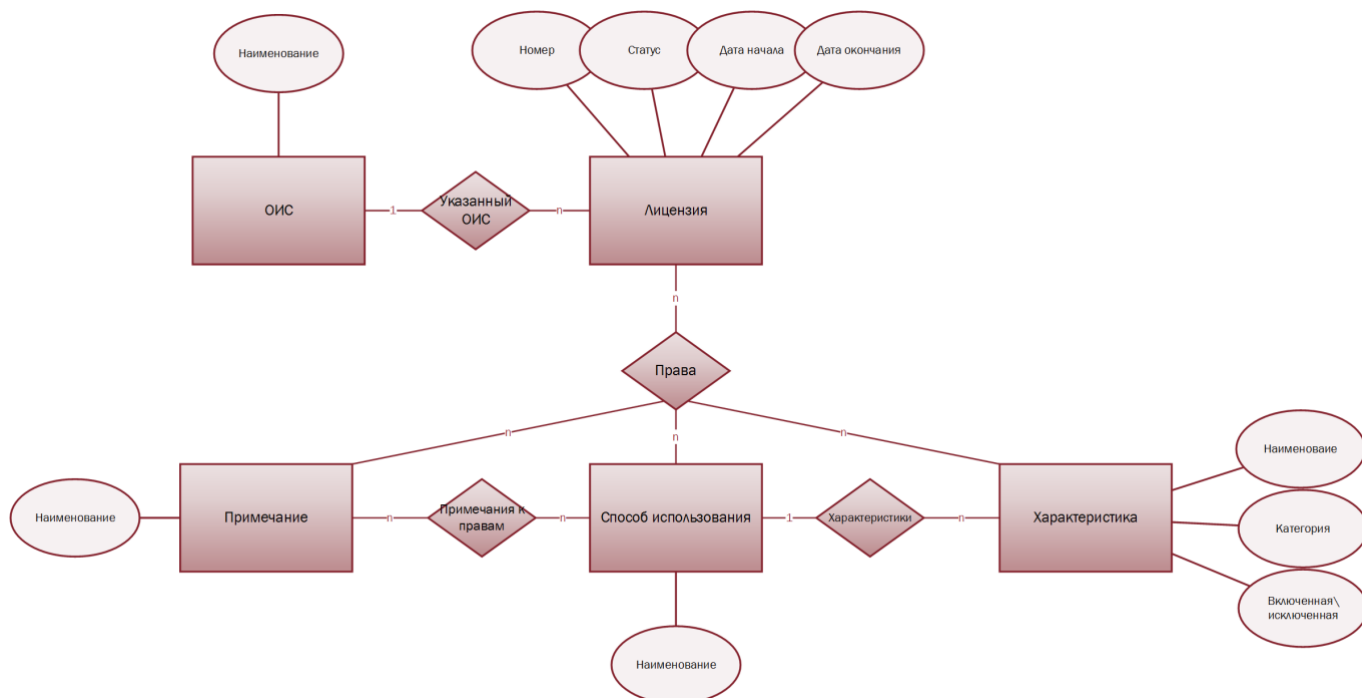 Наименование
Номер
Статус
Дата начала
Дата окончания
ОИС
1
Указанный
ОИС
n
Лицензия
n
Права
n
n
n
Наименование
Примечание
n
Примечания к
правам
n
Способ использования
1
Характеристики
n
Характеристика
Наименоваие
Категория
Включенная\
исключенная
Наименование